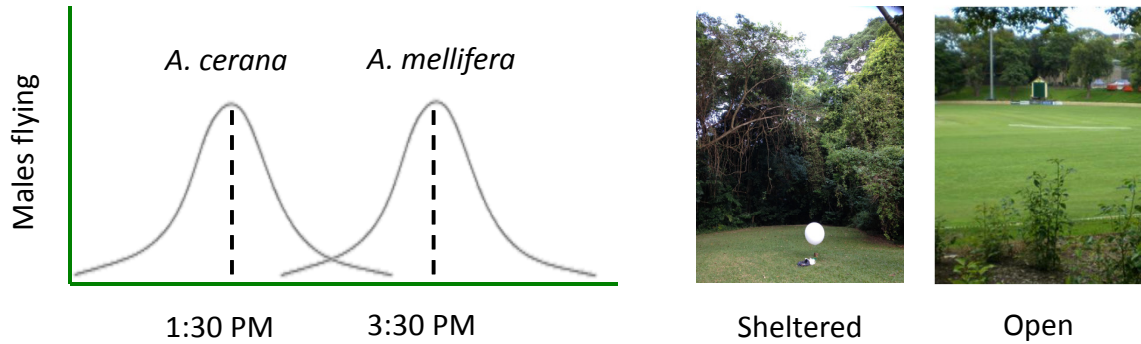 A. cerana
A. mellifera
Males flying
1:30 PM
3:30 PM
Sheltered
Open